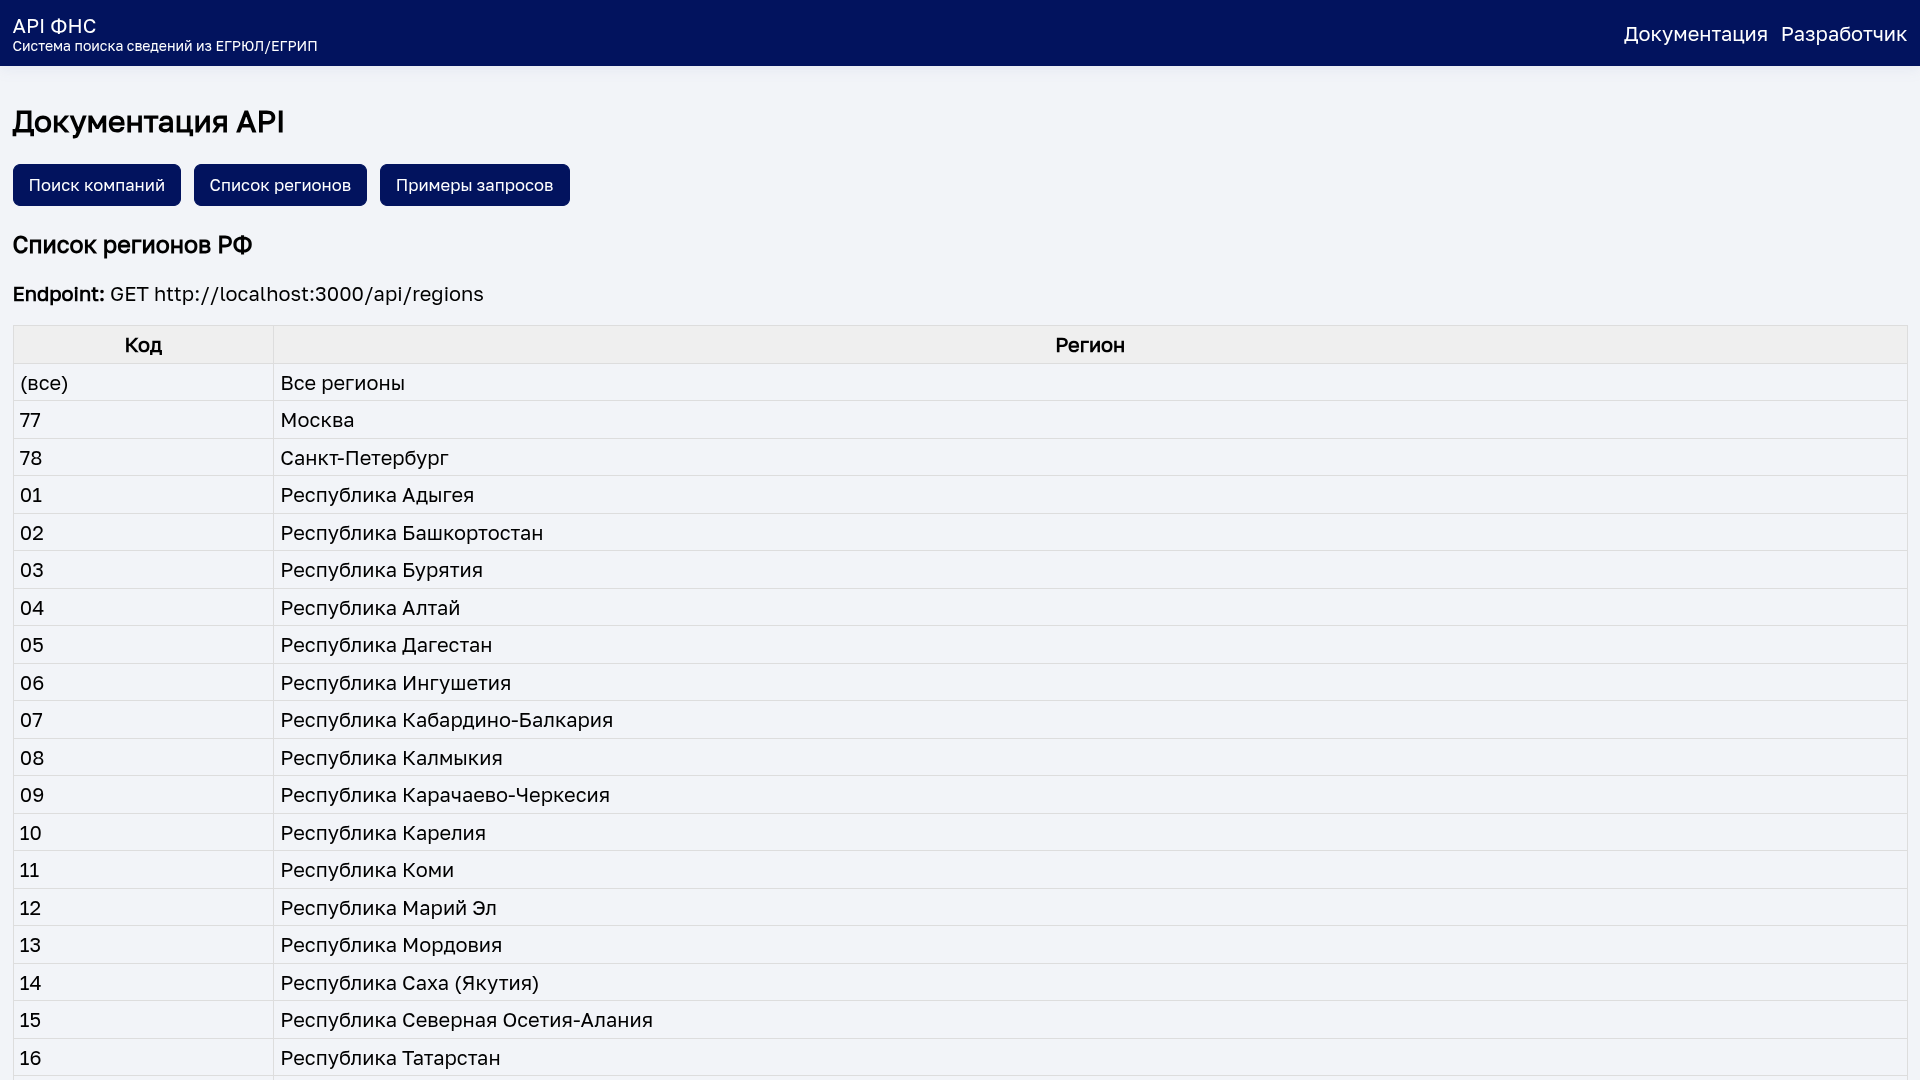 API ФНС
Система поиска сведений из ЕГРЮЛ/ЕГРИП
Документация Разработчик
Документация API
Поиск компаний Список регионов Примеры запросов
Список регионов РФ
Endpoint: GET http://localhost:3000/api/regions
Код Регион
(все) Все регионы
77 Москва
78 Санкт-Петербург
01 Республика Адыгея
02 Республика Башкортостан
03 Республика Бурятия
04 Республика Алтай
05 Республика Дагестан
06 Республика Ингушетия
07 Республика Кабардино-Балкария
08 Республика Калмыкия
09 Республика Карачаево-Черкесия
10 Республика Карелия
11 Республика Коми
12 Республика Марий Эл
13 Республика Мордовия
14 Республика Саха (Якутия)
15 Республика Северная Осетия-Алания
16 Республика Татарстан